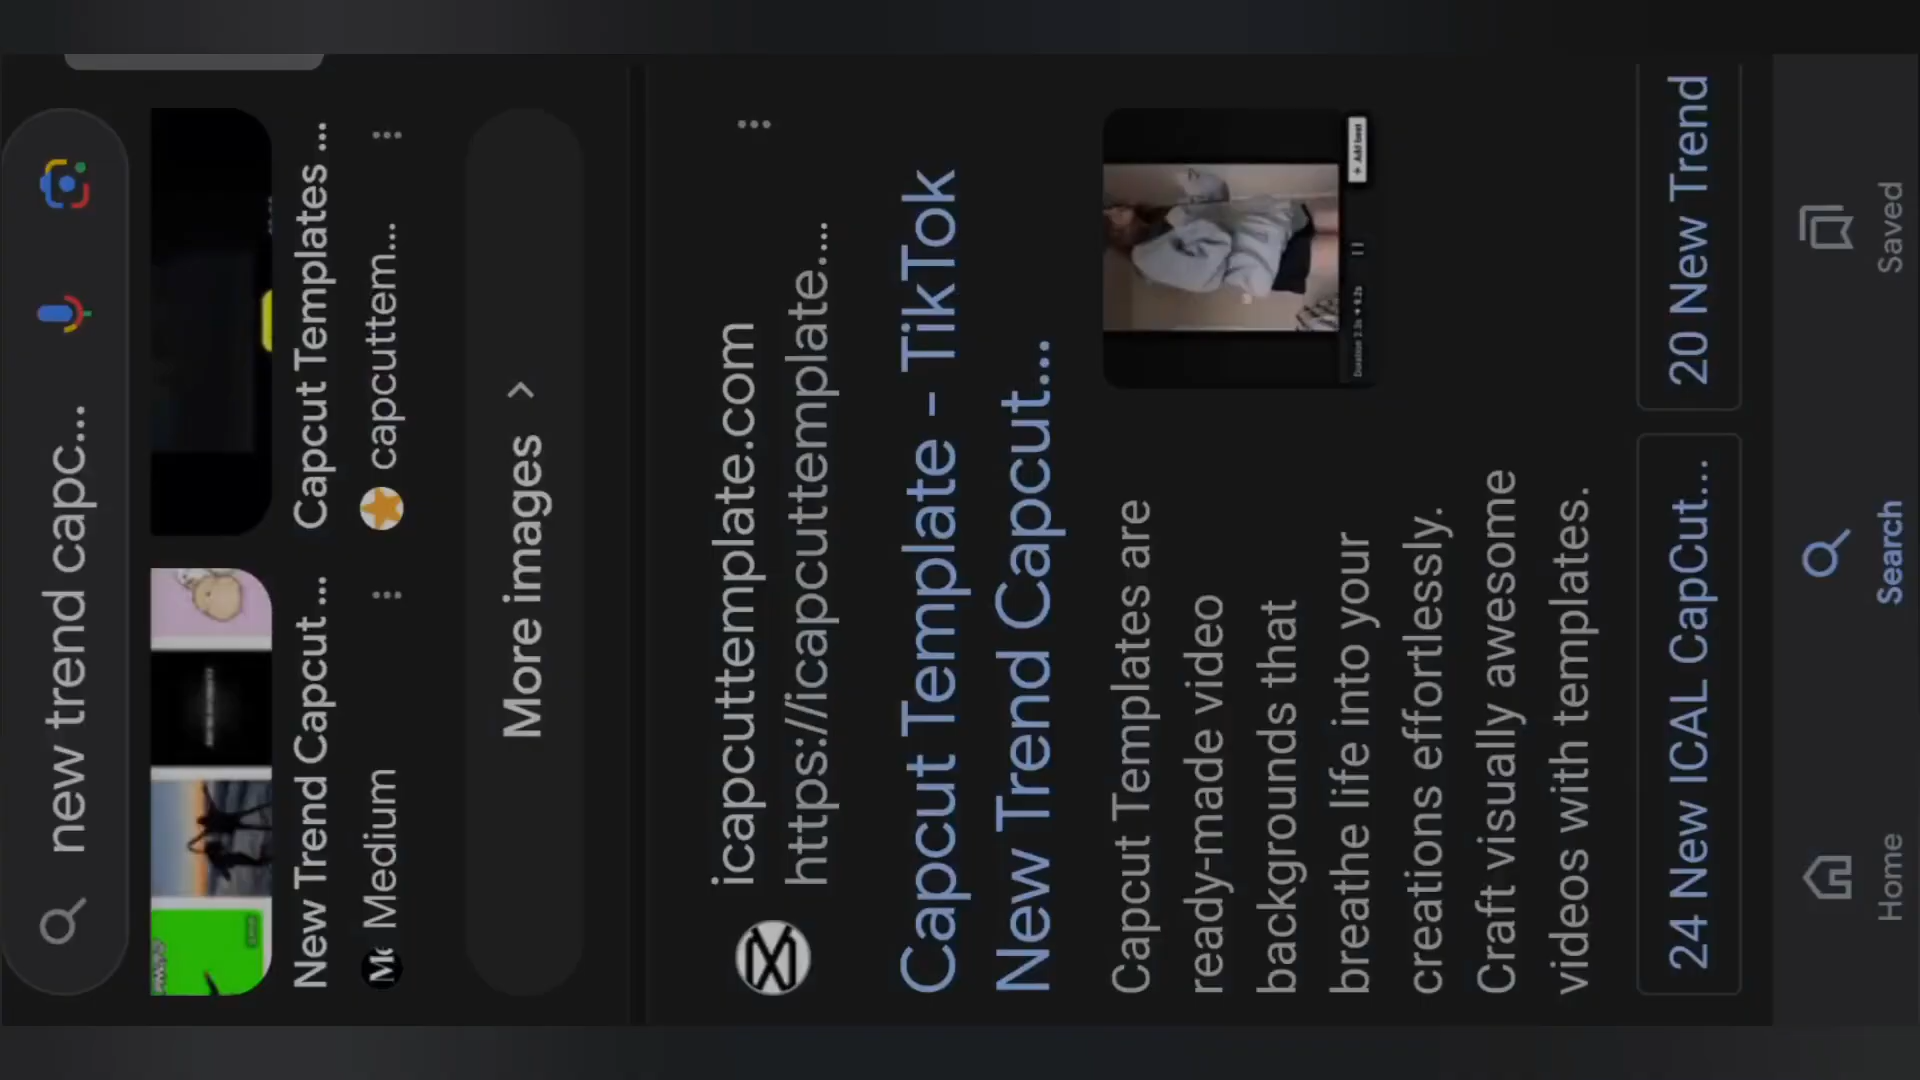 new trend capc...
New Trend Capcut ...
Medium
Capcut Templates ...
capcuttem...
More images
icapcuttemplate.com
https://icapcuttemplate....
Capcut Template - TikTok
New Trend Capcut...
Capcut Templates are
ready-made video
backgrounds that
breathe life into your
creations effortlessly.
Craft visually awesome
videos with templates.
+ Add beat
24 New ICAL CapCut...
20 New Trend
Home
Search
Saved